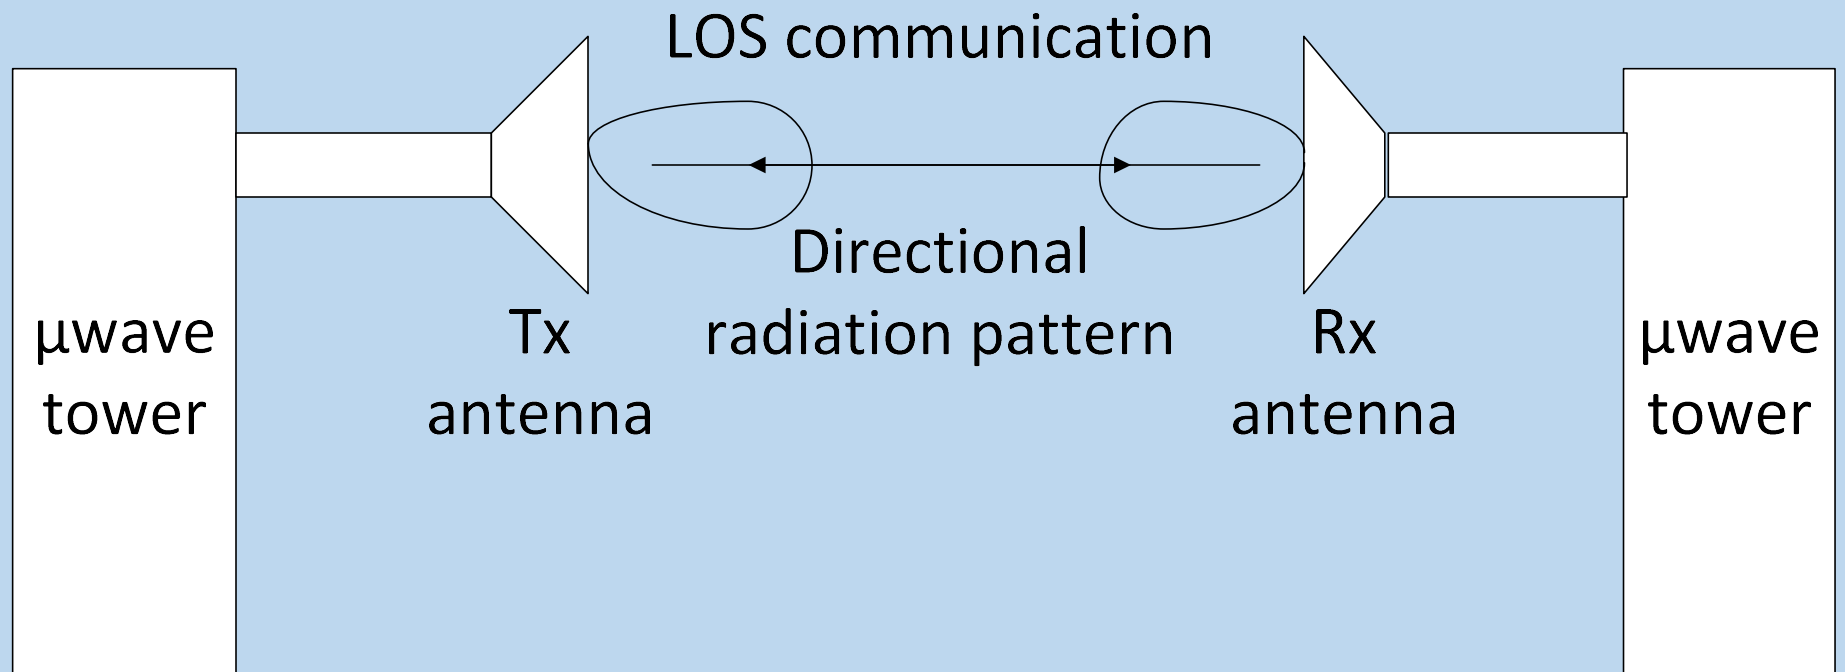 LOS communication
Directional
radiation pattern
μwave
tower
Tx
antenna
Rx
antenna
μwave
tower